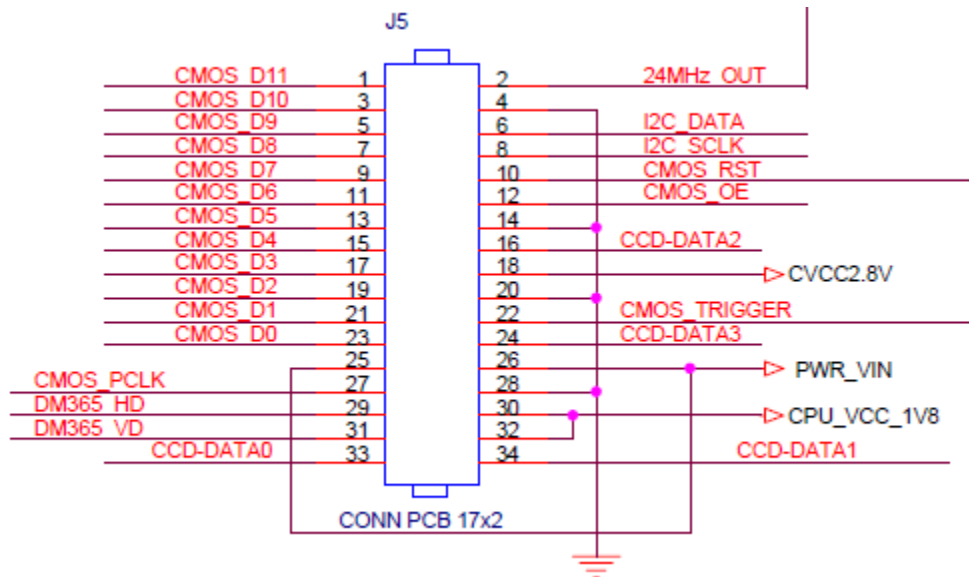 J5
CMOS_D11 1 2 24MHz_OUT
CMOS_D10 3 4
CMOS_D9 5 6 I2C_DATA
CMOS_D8 7 8 I2C_SCLK
CMOS_D7 9 10 CMOS_RST
CMOS_D6 11 12 CMOS_OE
CMOS_D5 13 14
CMOS_D4 15 16 CCD-DATA2
CMOS_D3 17 18 CVCC2.8V
CMOS_D2 19 20
CMOS_D1 21 22 CMOS_TRIGGER
CMOS_D0 23 24 CCD-DATA3
25 26 PWR_VIN
CMOS_PCLK 27 28
DM365_HD 29 30 CPU_VCC_1V8
DM365_VD 31 32
CCD-DATA0 33 34 CCD-DATA1
CONN PCB 17x2